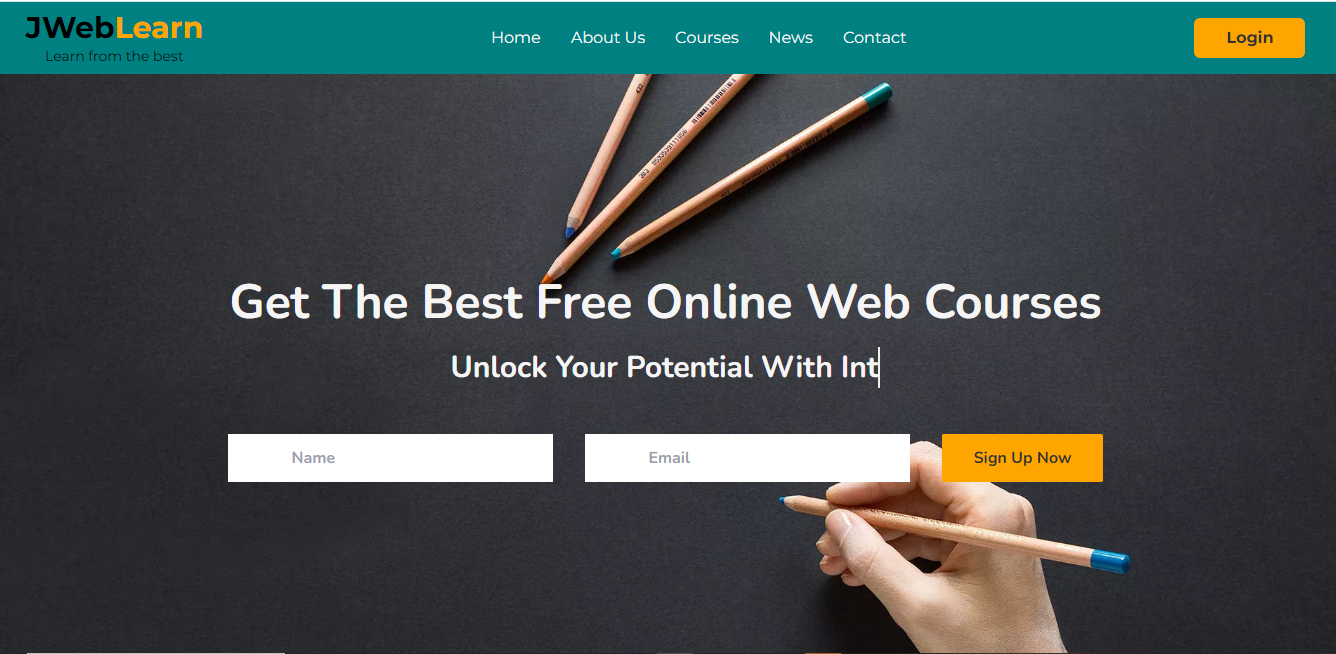 JWebLearn
Learn from the best
Home About Us Courses News Contact
Login
Get The Best Free Online Web Courses
Unlock Your Potential With Int
Name Email Sign Up Now